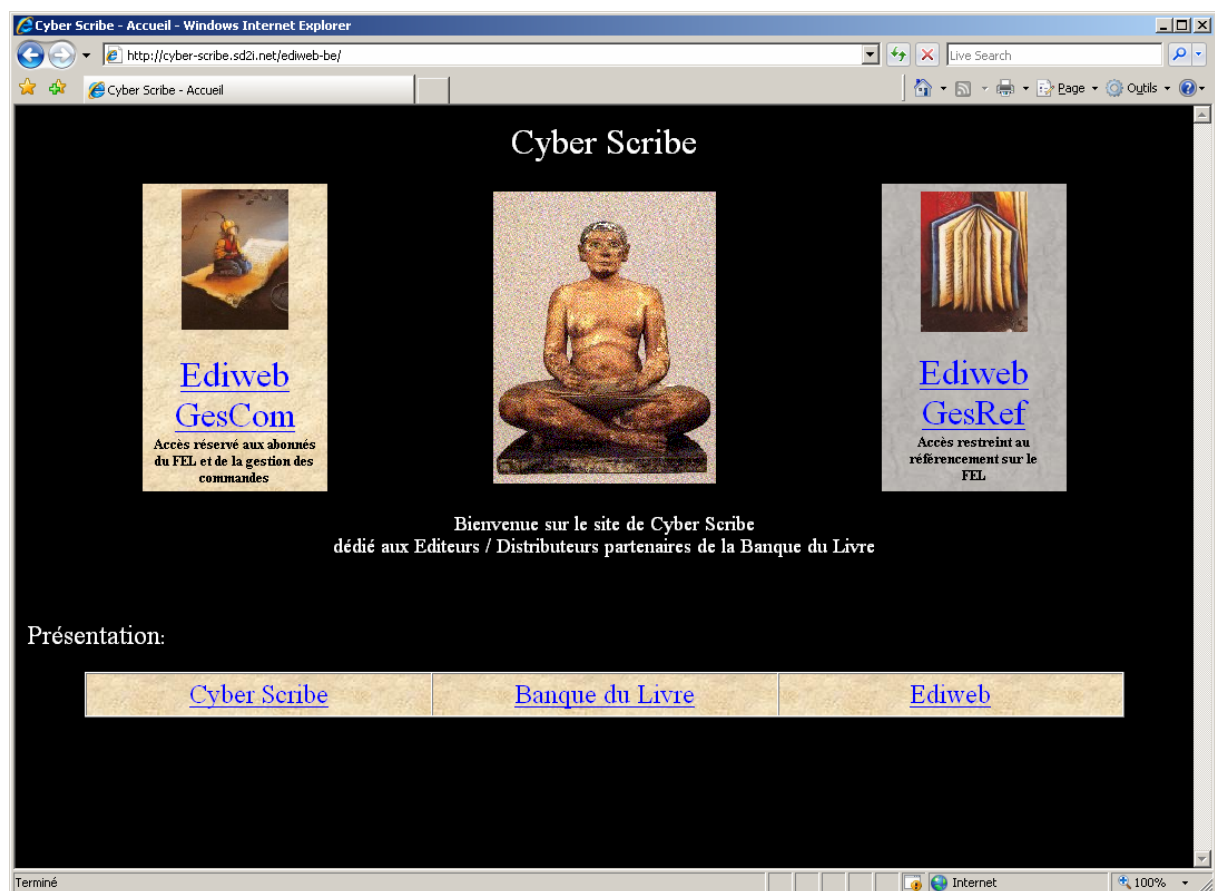 Cyber Scribe - Accueil - Windows Internet Explorer
http://cyber-scribe.sd2i.net/ediweb-be/
Live Search
Cyber Scribe - Accueil
Page
Outils
Cyber Scribe
Ediweb
GesCom
Accès réservé aux abonnés
du FEL et de la gestion des
commandes
Ediweb
GesRef
Accès restreint au
référencement sur le
FEL
Bienvenue sur le site de Cyber Scribe
dédié aux Editeurs / Distributeurs partenaires de la Banque du Livre
Présentation:
Cyber Scribe
Banque du Livre
Ediweb
Terminé
Internet
100%